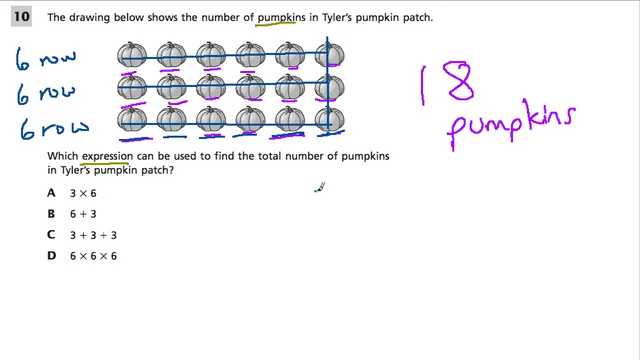 10 The drawing below shows the number of pumpkins in Tyler's pumpkin patch.
6 row
6 row
6 row
18
pumpkins
Which expression can be used to find the total number of pumpkins
in Tyler's pumpkin patch?
A 3 × 6
B 6 + 3
C 3 + 3 + 3
D 6 × 6 × 6